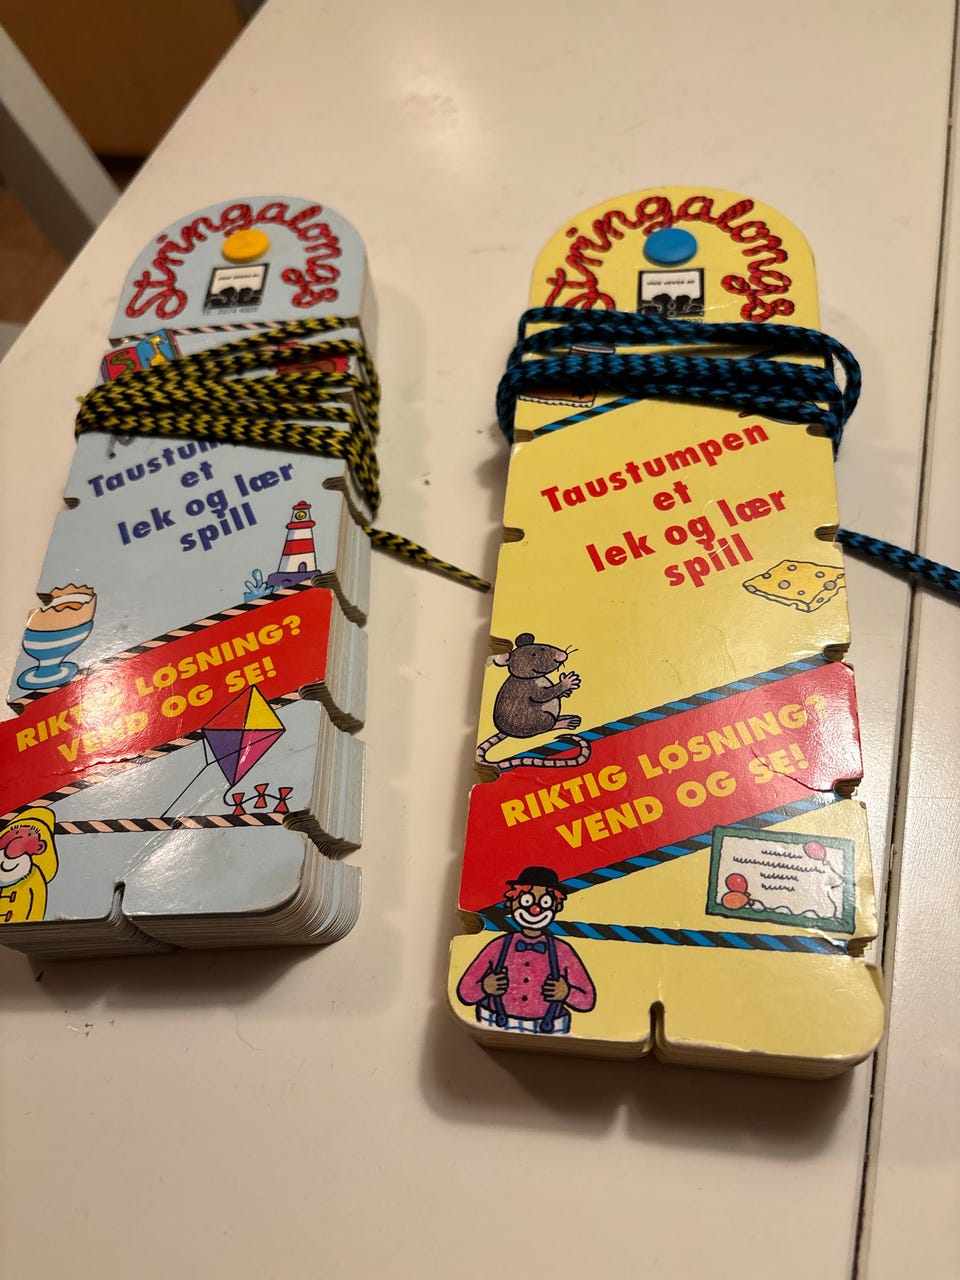 Stringalongs
Taustum
et
lek og lær
spill
RIKTIG LØSNING?
VEND OG SE!
Stringalongs
Taustumpen
et
lek og lær
spill
RIKTIG LØSNING?
VEND OG SE!